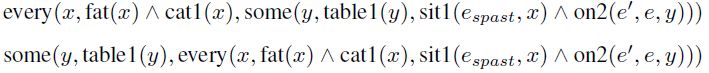 every(x, fat(x) ∧ cat1(x), some(y, table1(y), sit1(e_spast, x) ∧ on2(e′, e, y)))
some(y, table1(y), every(x, fat(x) ∧ cat1(x), sit1(e_spast, x) ∧ on2(e′, e, y)))